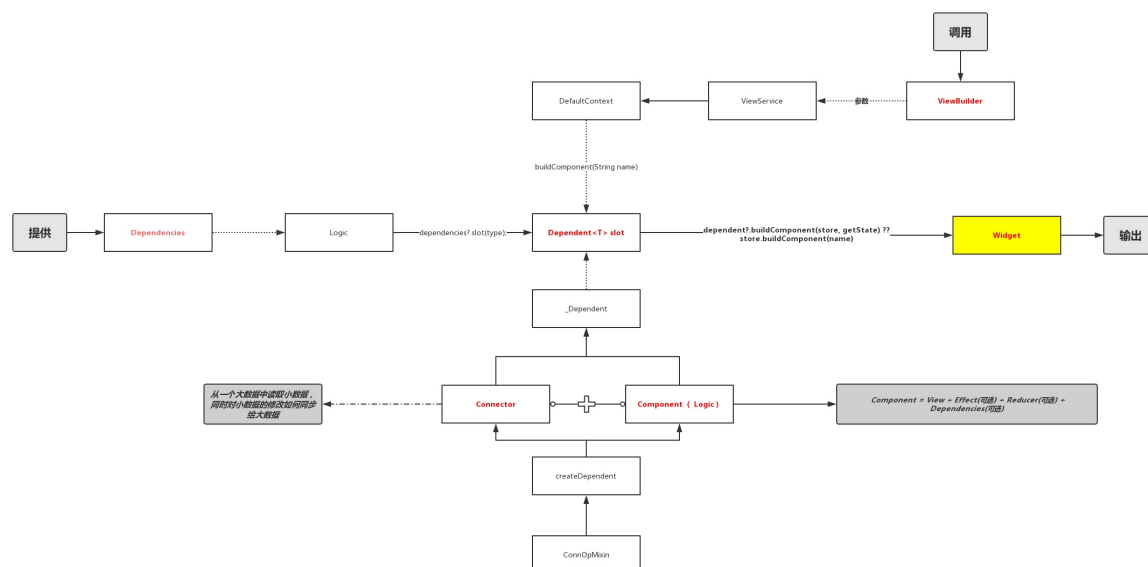 调用
DefaultContext
ViewService
参数
ViewBuilder
buildComponent(String name)
提供
Dependencies
Logic
dependencies?.slot(type);
Dependent<T> slot
dependent?.buildComponent(store, getState) ??
store.buildComponent(name)
Widget
输出
_Dependent
从一个大数据中读取小数据，
同时对小数据的修改如何同步
给大数据
Connector
Component（ Logic）
Component = View + Effect(可选) + Reducer(可选) +
Dependencies(可选)
createDependent
ConnOpMixin